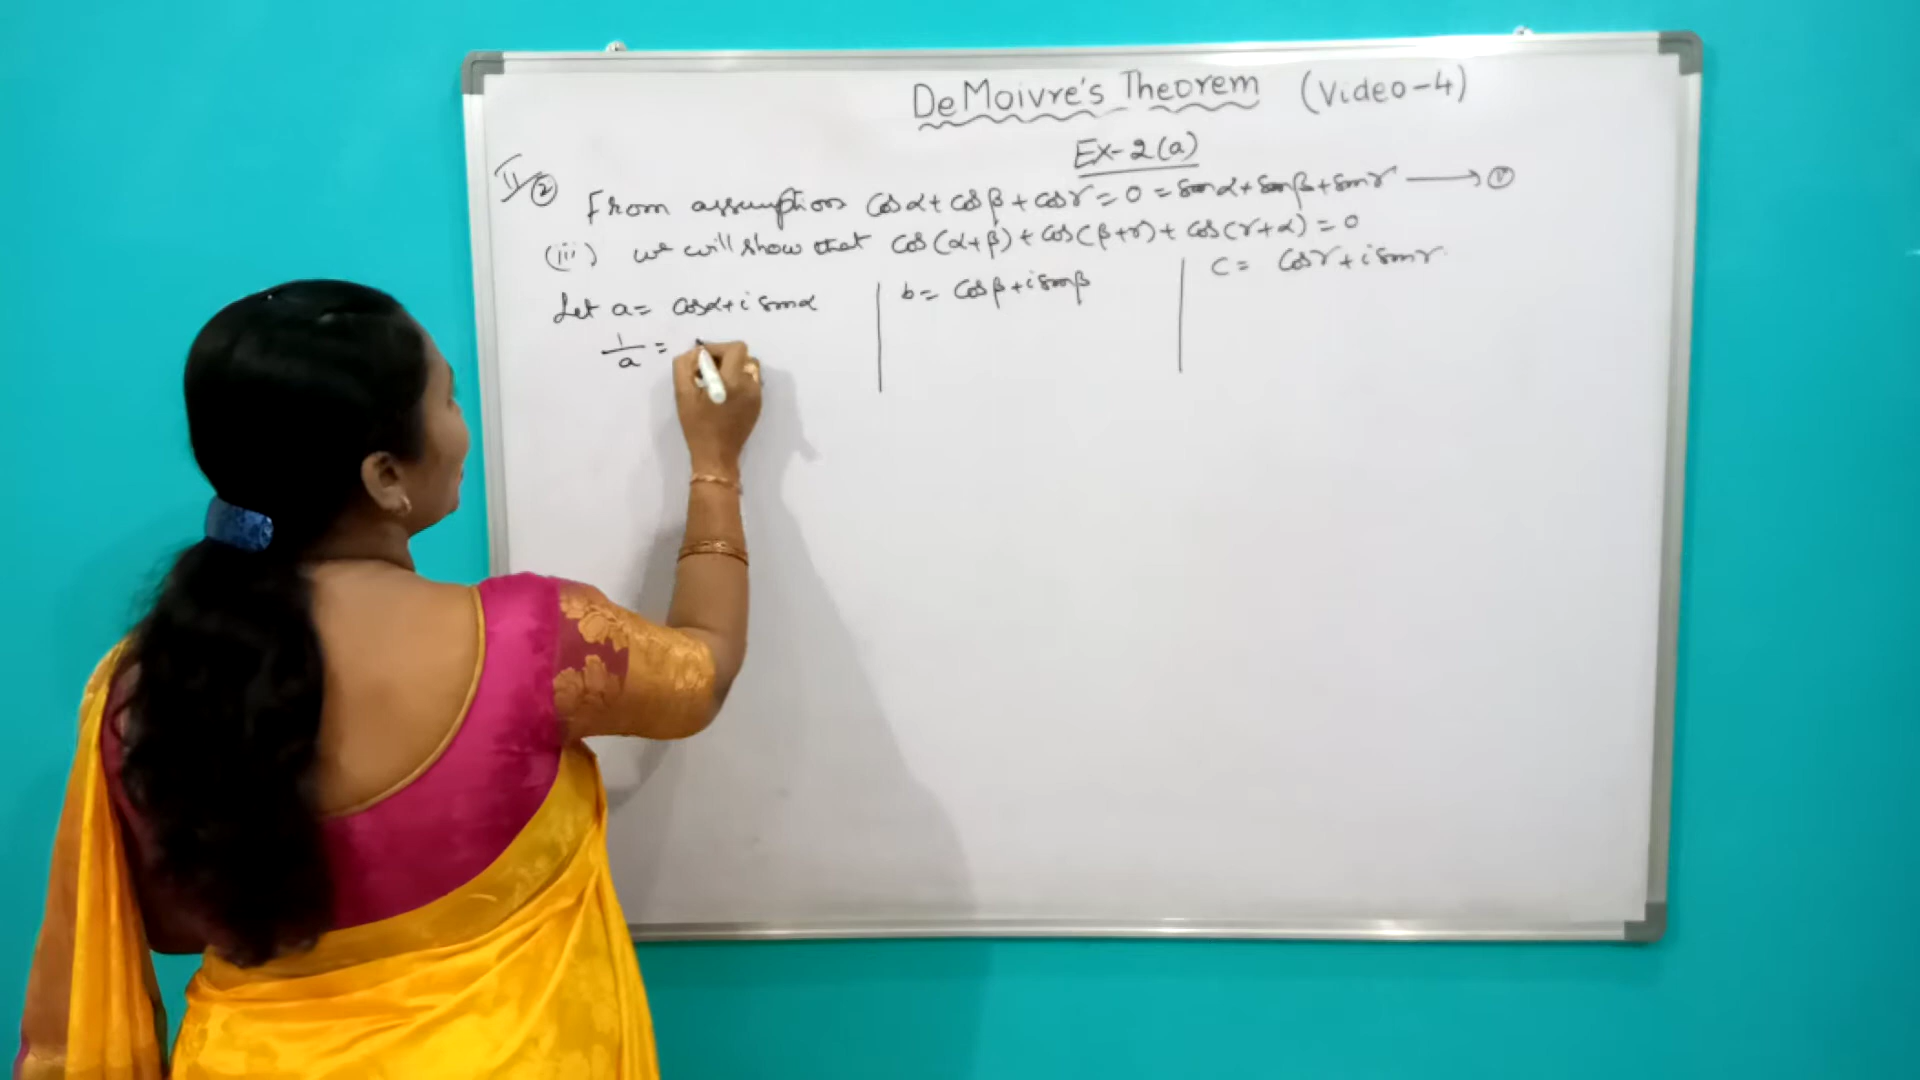 DeMoivre's Theorem (Video-4)
Ex-2(a)
II ② From assumption cosα + cosβ + cosγ = 0 = sinα + sinβ + sinγ → ①
(iii) we will show that cos(α+β) + cos(β+γ) + cos(γ+α) = 0
Let a = cosα + i sinα | b = cosβ + i sinβ | c = cosγ + i sinγ
1/a =